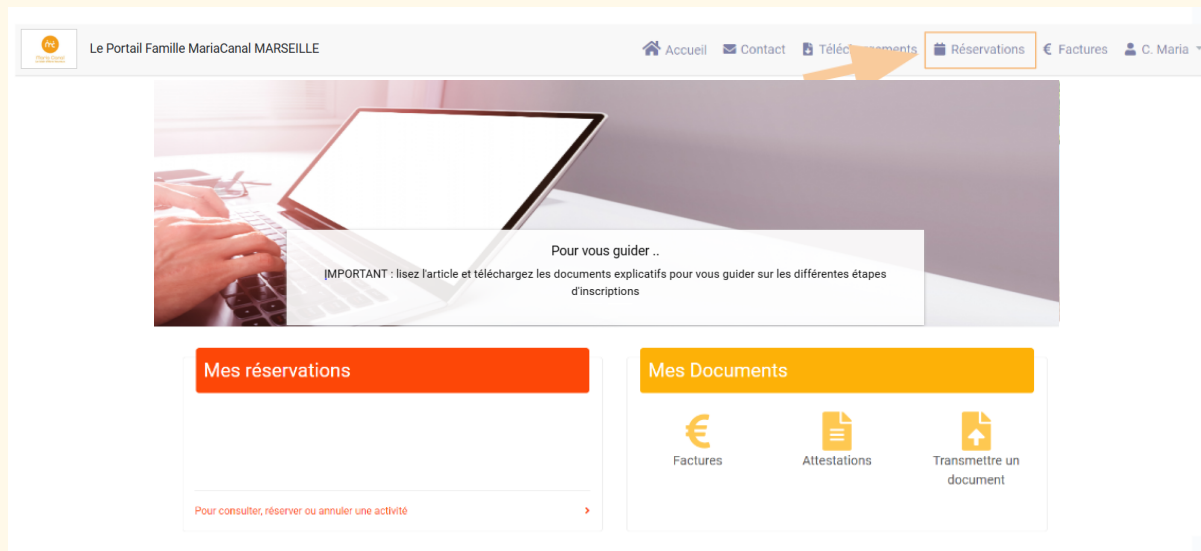 Le Portail Famille MariaCanal MARSEILLE
Accueil
Contact
Réservations
Factures
C. Maria
Pour vous guider ..
IMPORTANT : lisez l'article et téléchargez les documents explicatifs pour vous guider sur les différentes étapes
d'inscriptions
Mes réservations
Pour consulter, réserver ou annuler une activité
Mes Documents
Factures
Attestations
Transmettre un
document